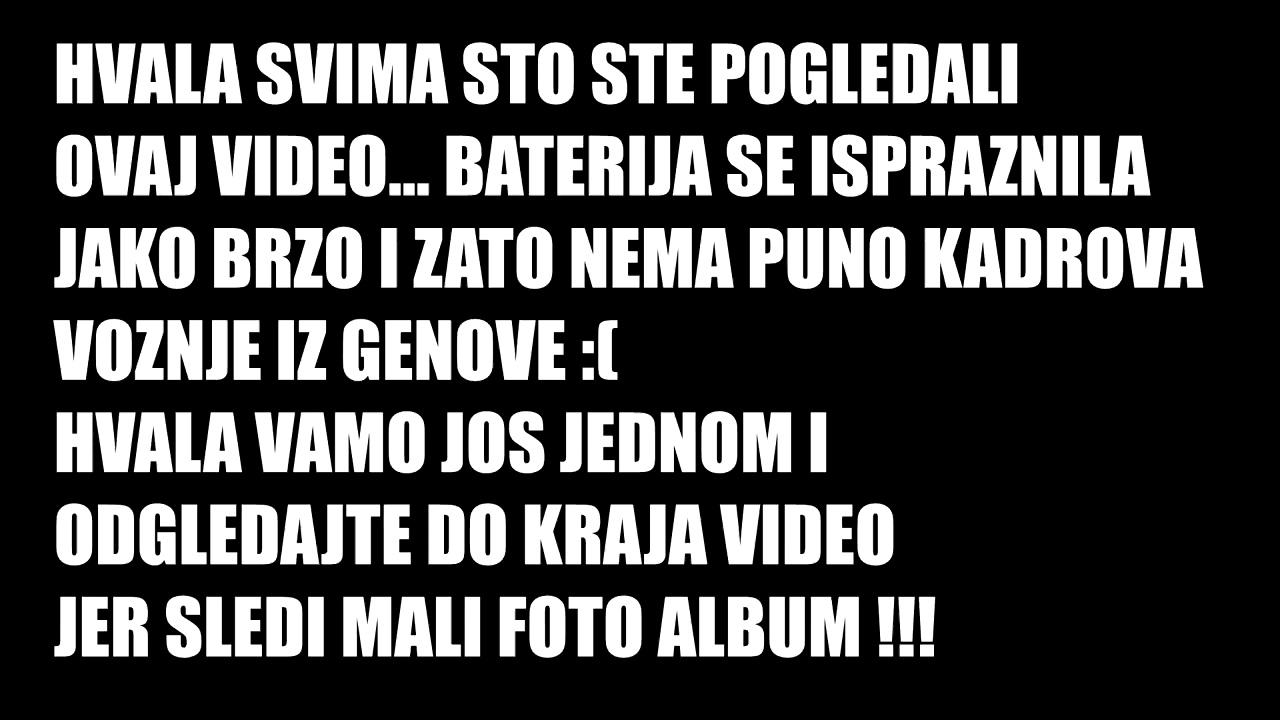 HVALA SVIMA STO STE POGLEDALI
OVAJ VIDEO... BATERIJA SE ISPRAZNILA
JAKO BRZO I ZATO NEMA PUNO KADROVA
VOZNJE IZ GENOVE :(
HVALA VAMO JOS JEDNOM I
ODGLEDAJTE DO KRAJA VIDEO
JER SLEDI MALI FOTO ALBUM !!!